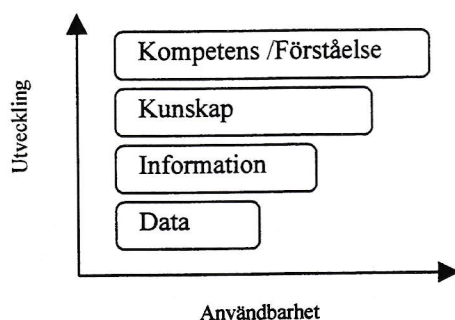 Kompetens /Förståelse
Kunskap
Information
Data
Utveckling
Användbarhet